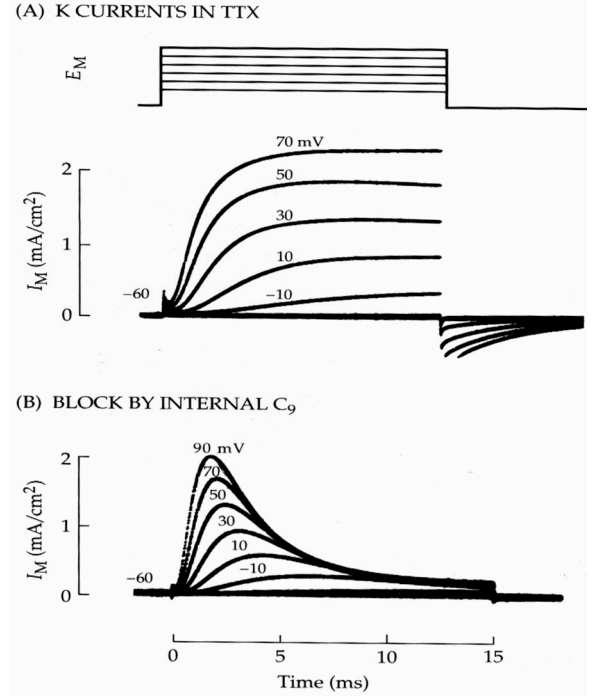 (A) K CURRENTS IN TTX
E_M
70 mV
2
50
30
1
10
I_M (mA/cm²)
−60
−10
0
(B) BLOCK BY INTERNAL C₉
90 mV
2
70
50
30
1
10
I_M (mA/cm²)
−10
−60
0
0 5 10 15
Time (ms)